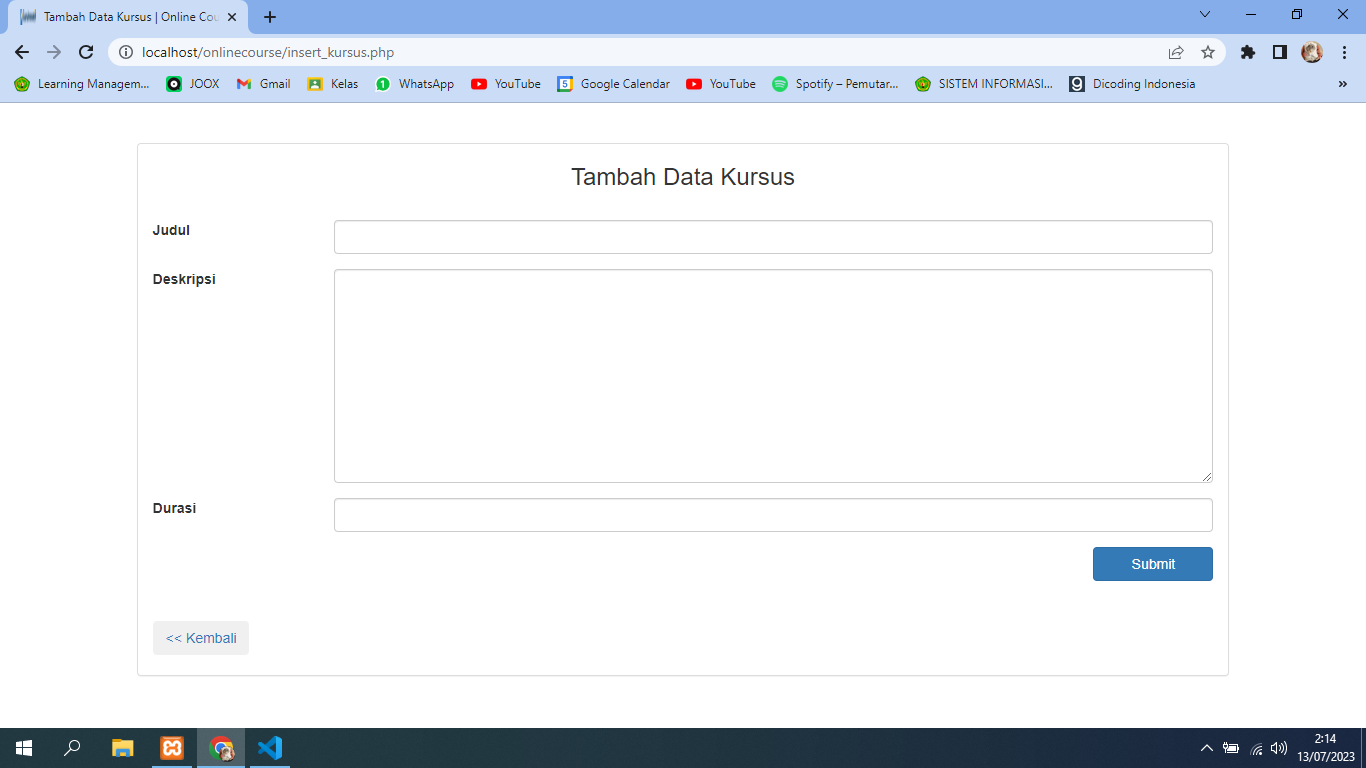 Tambah Data Kursus | Online Cou
localhost/onlinecourse/insert_kursus.php
Learning Managem... JOOX Gmail Kelas WhatsApp YouTube 5 Google Calendar YouTube Spotify – Pemutar... SISTEM INFORMASI... Dicoding Indonesia »
Tambah Data Kursus
Judul
Deskripsi
Durasi
Submit
<< Kembali
2:14
13/07/2023